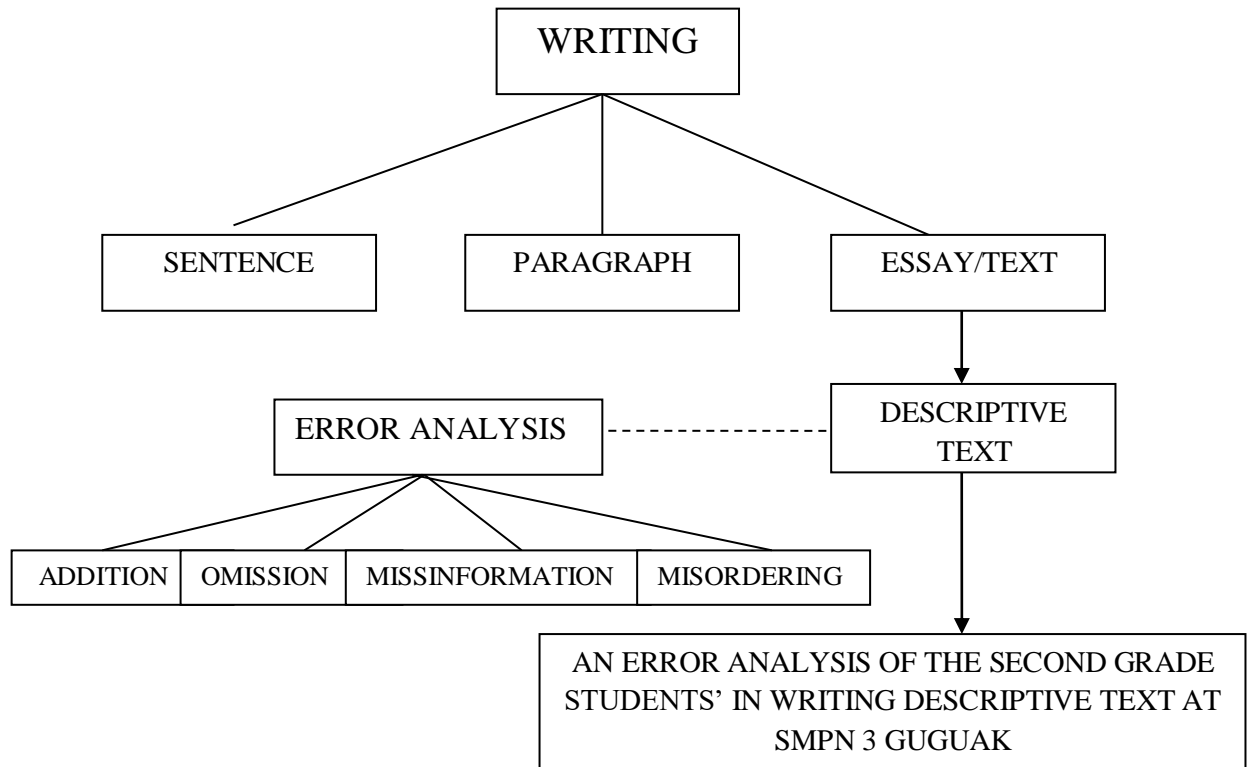 WRITING
SENTENCE
PARAGRAPH
ESSAY/TEXT
DESCRIPTIVE
TEXT
ERROR ANALYSIS
ADDITION
OMISSION
MISSINFORMATION
MISORDERING
AN ERROR ANALYSIS OF THE SECOND GRADE
STUDENTS’ IN WRITING DESCRIPTIVE TEXT AT
SMPN 3 GUGUAK